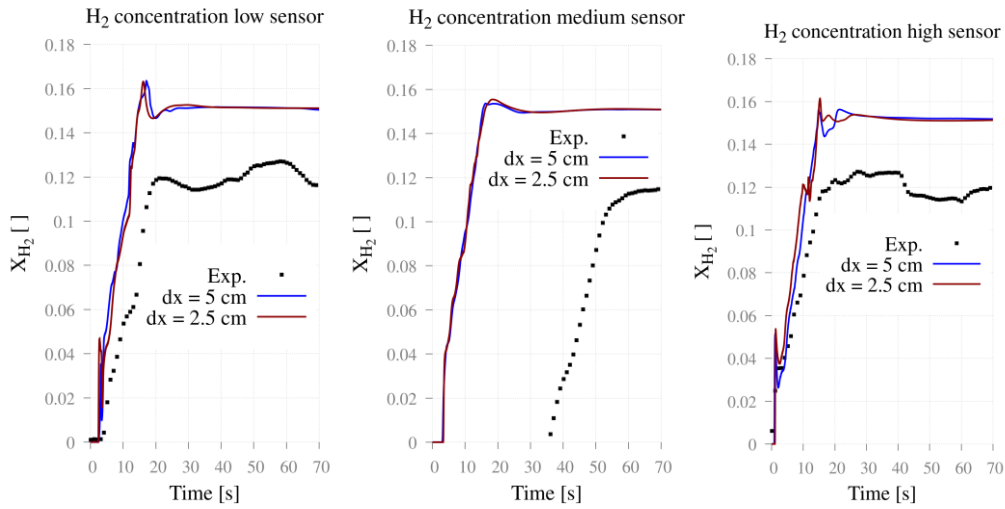 H2 concentration low sensor
0.18
0.16
0.14
0.12
0.1
0.08
0.06
0.04
0.02
0
XH2 [ ]
Exp.
dx = 5 cm
dx = 2.5 cm
0 10 20 30 40 50 60 70
Time [s]
H2 concentration medium sensor
0.18
0.16
0.14
0.12
0.1
0.08
0.06
0.04
0.02
0
XH2 [ ]
Exp.
dx = 5 cm
dx = 2.5 cm
0 10 20 30 40 50 60 70
Time [s]
H2 concentration high sensor
0.18
0.16
0.14
0.12
0.1
0.08
0.06
0.04
0.02
0
XH2 [ ]
Exp.
dx = 5 cm
dx = 2.5 cm
0 10 20 30 40 50 60 70
Time [s]